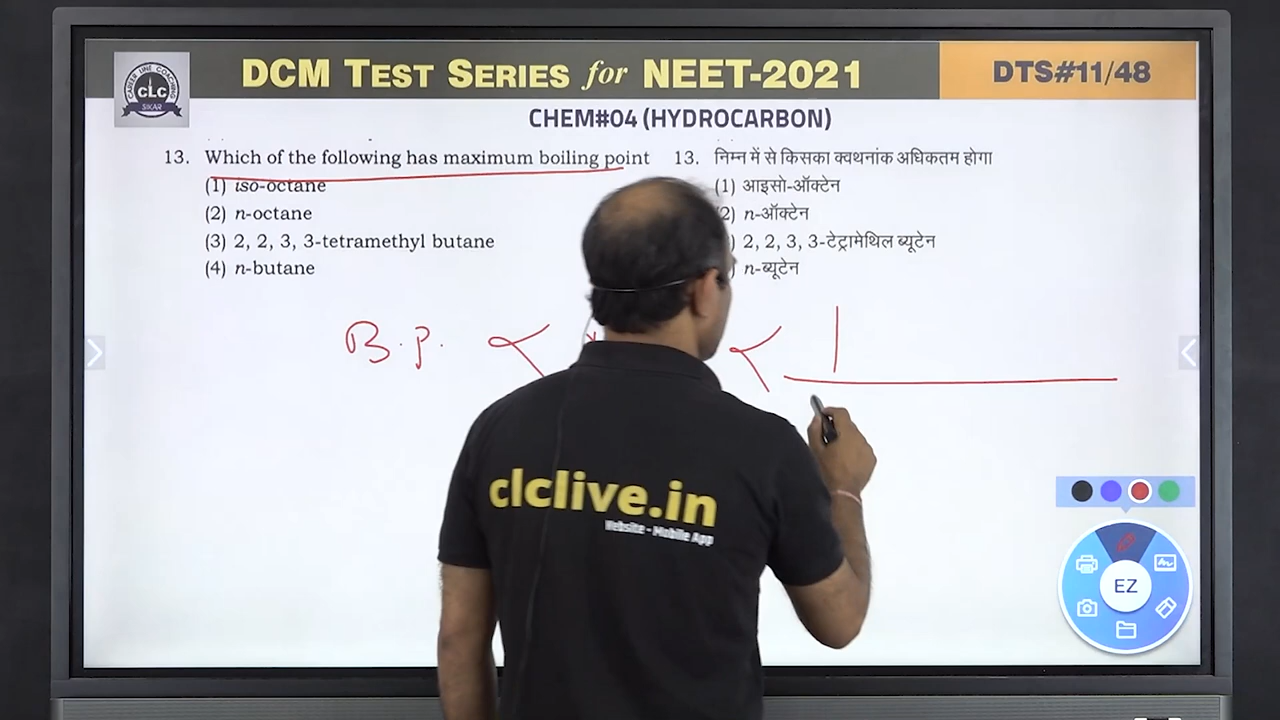 DCM TEST SERIES for NEET-2021
DTS#11/48
CAREER LINE COACHING
CLC
SIKAR
CHEM#04 (HYDROCARBON)
13. Which of the following has maximum boiling point
(1) iso-octane
(2) n-octane
(3) 2, 2, 3, 3-tetramethyl butane
(4) n-butane
13. निम्न में से किसका क्वथनांक अधिकतम होगा
(1) आइसो-ऑक्टेन
2) n-ऑक्टेन
) 2, 2, 3, 3-टेट्रामेथिल ब्यूटेन
) n-ब्यूटेन
B.P. < < 1
clclive.in
Website - Mobile App
EZ